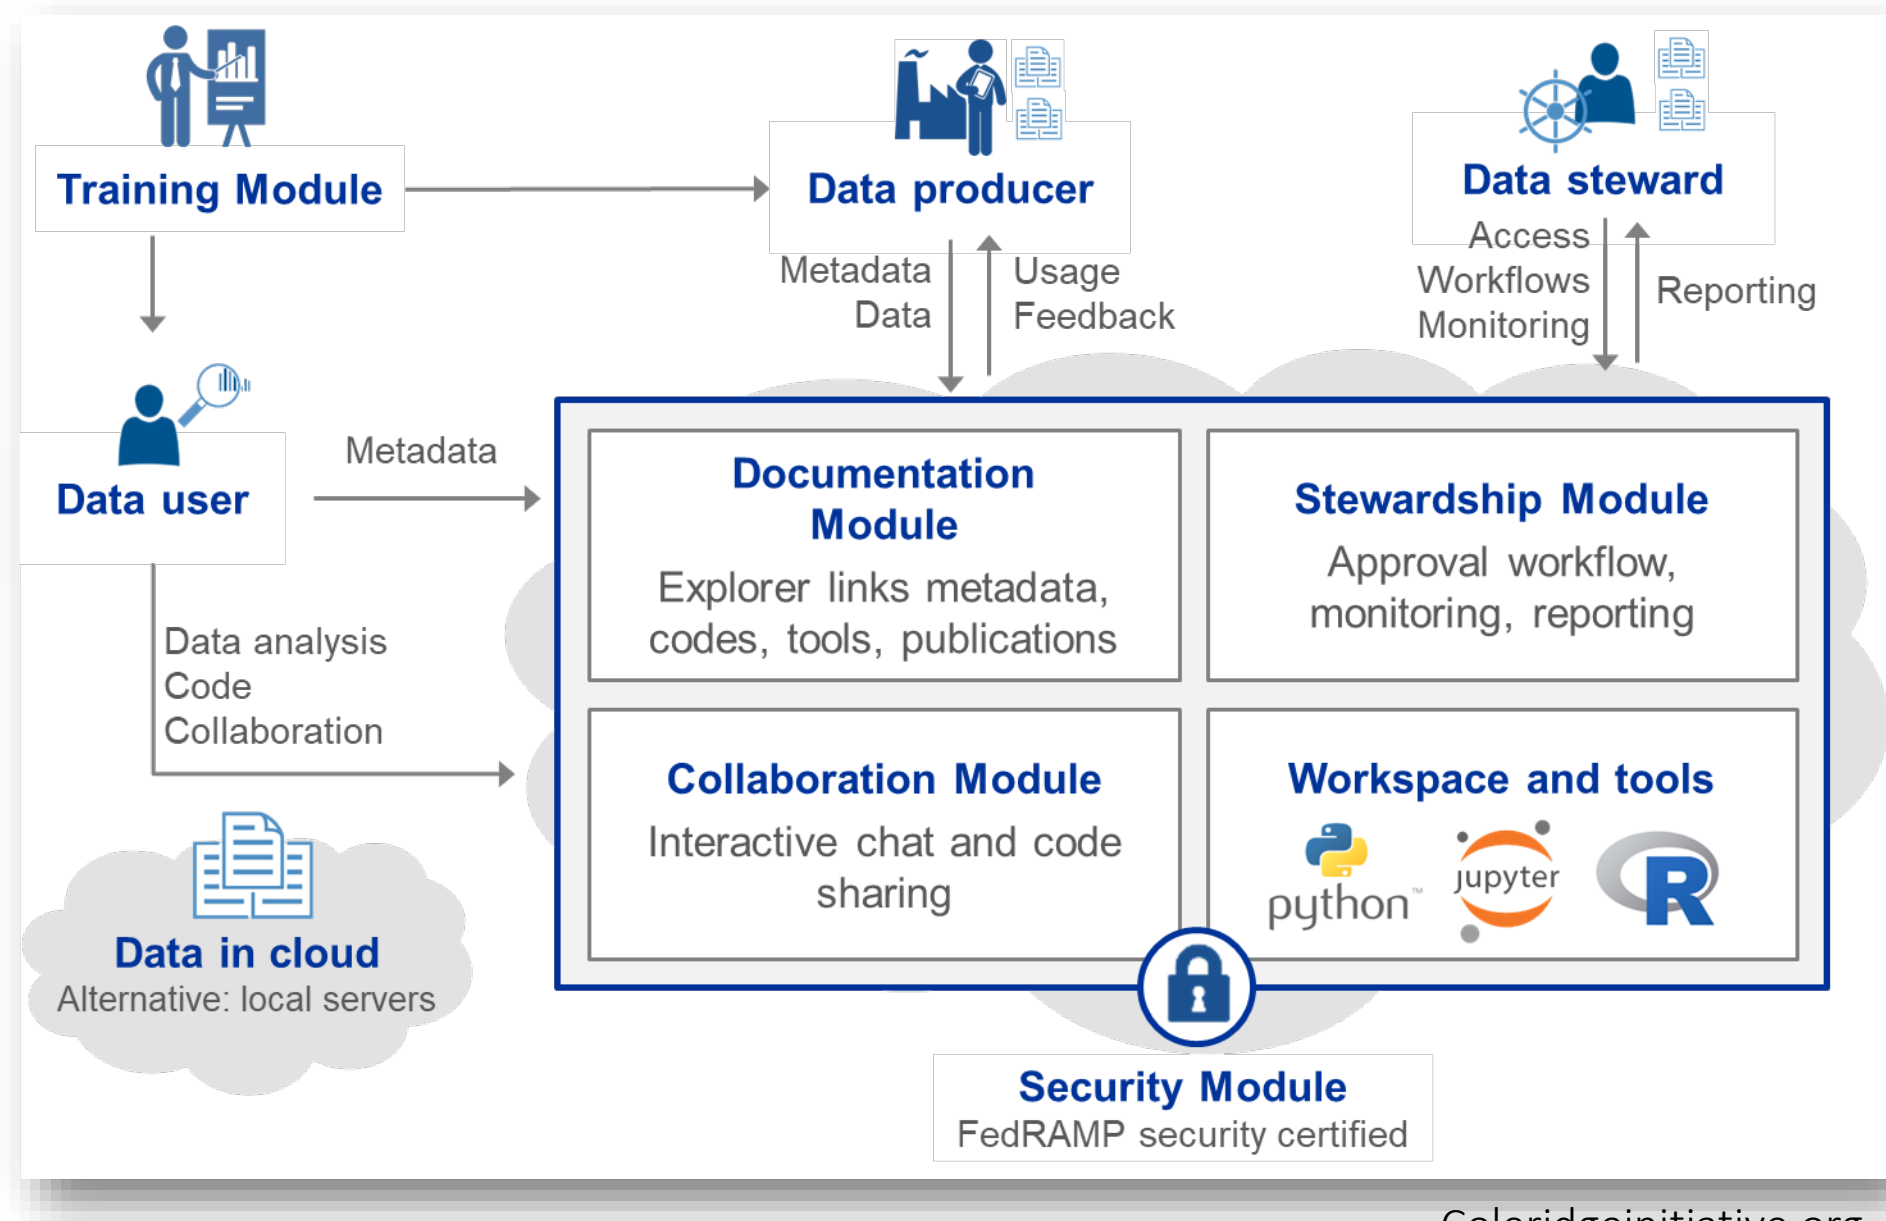 Training Module
Data producer
Data steward
Metadata
Data
Usage
Feedback
Access
Workflows
Monitoring
Reporting
Data user
Metadata
Data analysis
Code
Collaboration
Documentation
Module
Explorer links metadata,
codes, tools, publications
Stewardship Module
Approval workflow,
monitoring, reporting
Collaboration Module
Interactive chat and code
sharing
Workspace and tools
python™
jupyter
R
Data in cloud
Alternative: local servers
Security Module
FedRAMP security certified
Coleridgeinitiative.org